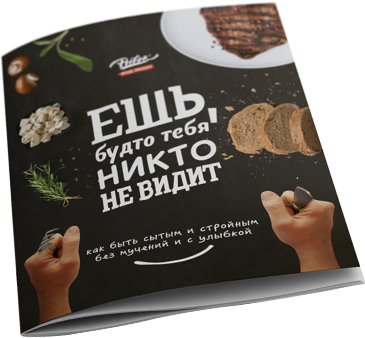 ЕШЬ,
будто тебя
НИКТО
НЕ ВИДИТ
как быть сытым и стройным
без мучений и с улыбкой